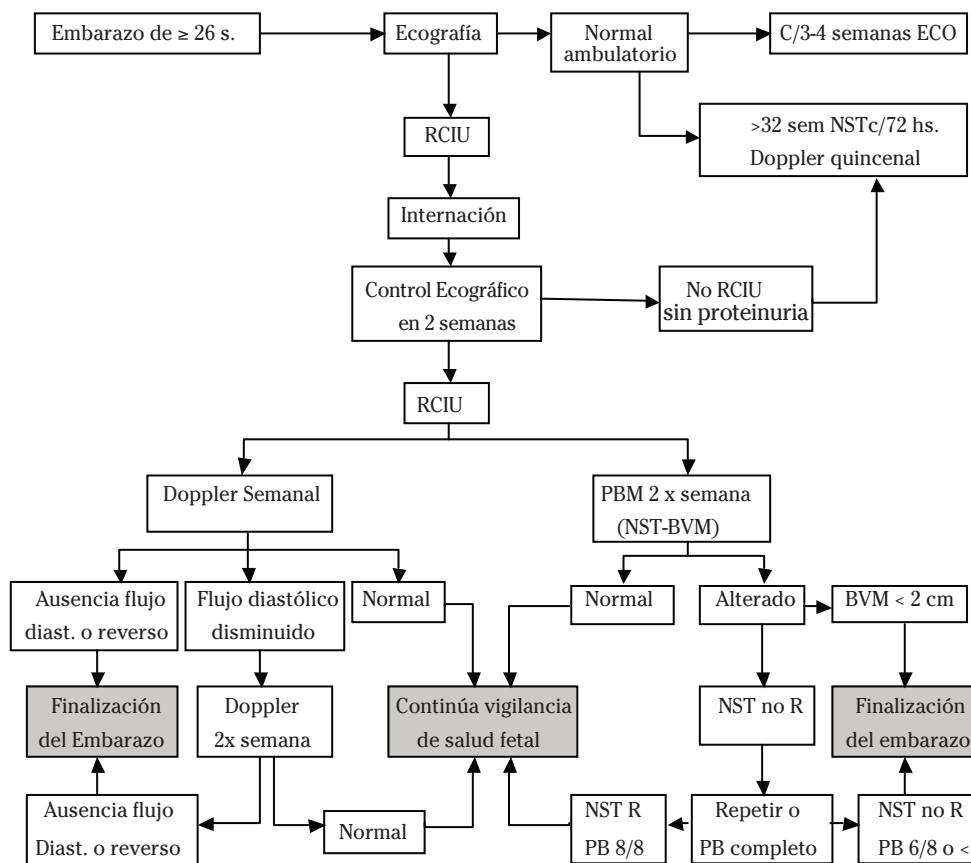 Embarazo de ≥ 26 s.
Ecografía
Normal
ambulatorio
C/3-4 semanas ECO
>32 sem NSTc/72 hs.
Doppler quincenal
RCIU
Internación
Control Ecográfico
en 2 semanas
No RCIU
sin proteinuria
RCIU
Doppler Semanal
PBM 2 x semana
(NST-BVM)
Ausencia flujo
diast. o reverso
Flujo diastólico
disminuido
Normal
Normal
Alterado
BVM < 2 cm
Finalización
del Embarazo
Doppler
2x semana
Continúa vigilancia
de salud fetal
NST no R
Finalización
del embarazo
Ausencia flujo
Diast. o reverso
Normal
NST R
PB 8/8
Repetir o
PB completo
NST no R
PB 6/8 o <